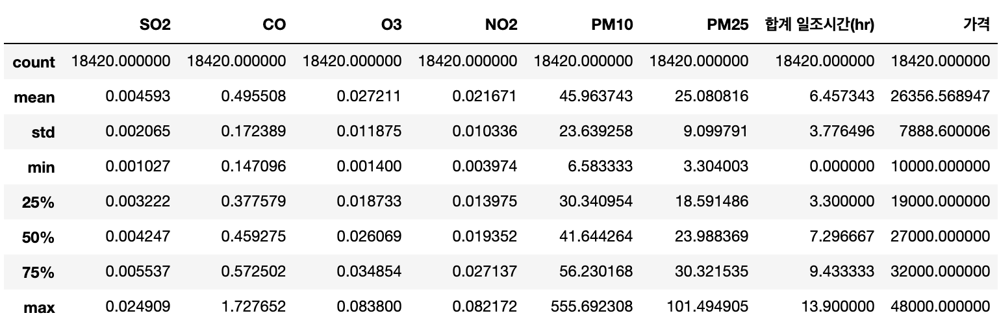 SO2 CO O3 NO2 PM10 PM25 합계 일조시간(hr) 가격
count 18420.000000 18420.000000 18420.000000 18420.000000 18420.000000 18420.000000 18420.000000 18420.000000
mean 0.004593 0.495508 0.027211 0.021671 45.963743 25.080816 6.457343 26356.568947
std 0.002065 0.172389 0.011875 0.010336 23.639258 9.099791 3.776496 7888.600006
min 0.001027 0.147096 0.001400 0.003974 6.583333 3.304003 0.000000 10000.000000
25% 0.003222 0.377579 0.018733 0.013975 30.340954 18.591486 3.300000 19000.000000
50% 0.004247 0.459275 0.026069 0.019352 41.644264 23.988369 7.296667 27000.000000
75% 0.005537 0.572502 0.034854 0.027137 56.230168 30.321535 9.433333 32000.000000
max 0.024909 1.727652 0.083800 0.082172 555.692308 101.494905 13.900000 48000.000000